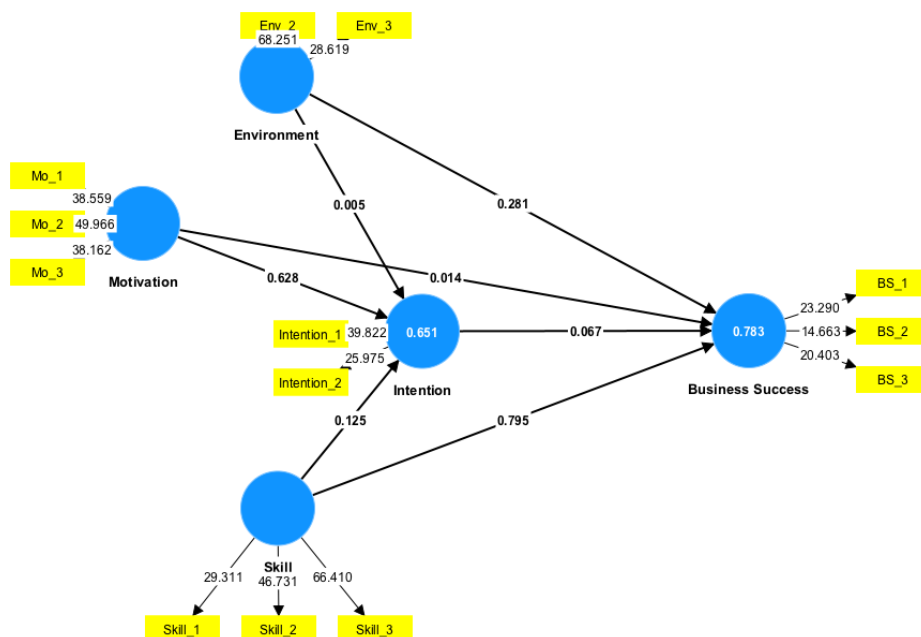 Env_2
Env_3
68.251
28.619
Environment
Mo_1
38.559
Mo_2
49.966
38.162
Mo_3
Motivation
0.005
0.281
0.628
0.014
Intention_1
39.822
0.651
0.067
0.783
25.975
Intention_2
Intention
23.290
BS_1
14.663
BS_2
20.403
BS_3
Business Success
0.125
0.795
Skill
29.311
46.731
66.410
Skill_1
Skill_2
Skill_3